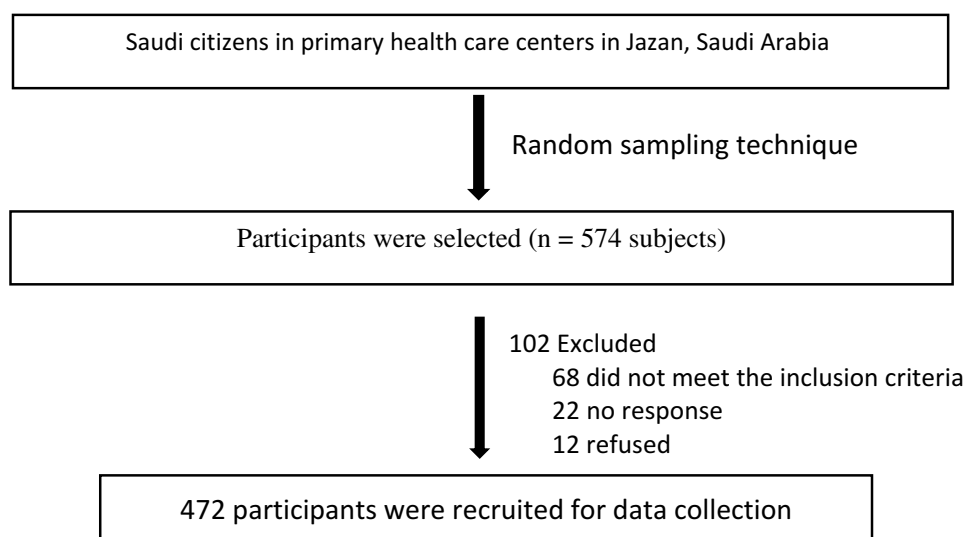 Saudi citizens in primary health care centers in Jazan, Saudi Arabia
Random sampling technique
Participants were selected (n = 574 subjects)
102 Excluded
68 did not meet the inclusion criteria
22 no response
12 refused
472 participants were recruited for data collection